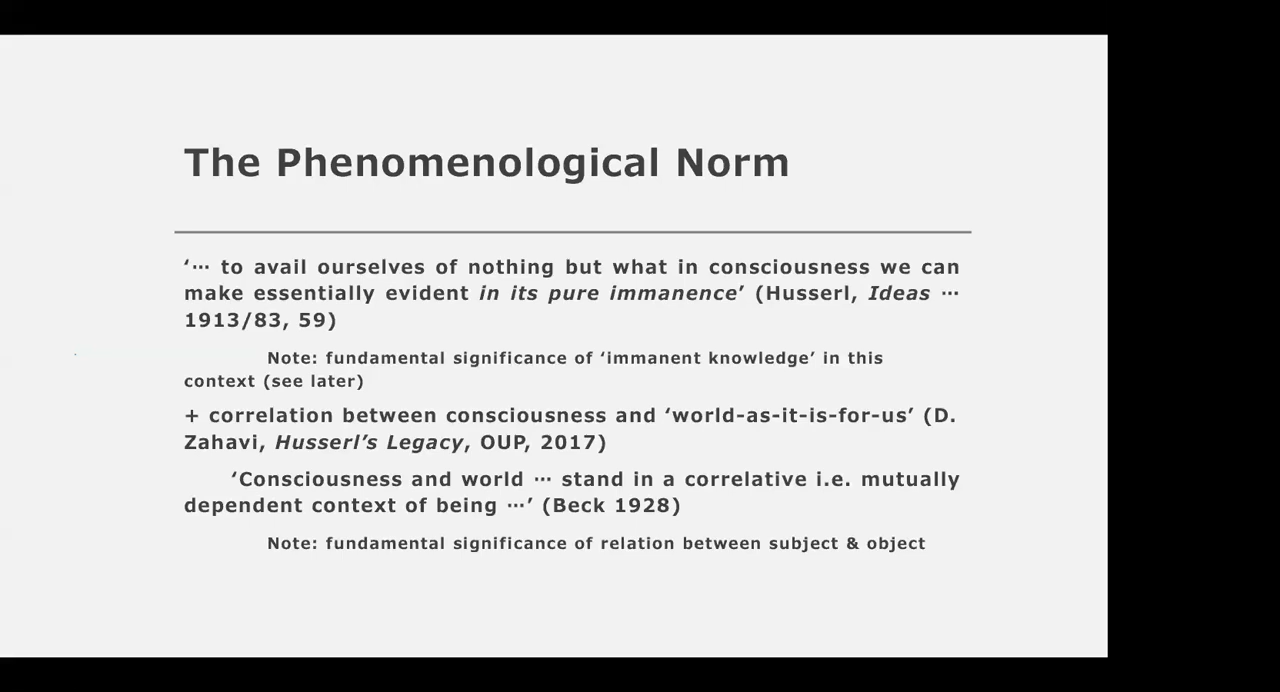 The Phenomenological Norm
‘… to avail ourselves of nothing but what in consciousness we can
make essentially evident in its pure immanence’ (Husserl, Ideas …
1913/83, 59)
Note: fundamental significance of ‘immanent knowledge’ in this
context (see later)
+ correlation between consciousness and ‘world-as-it-is-for-us’ (D.
Zahavi, Husserl’s Legacy, OUP, 2017)
‘Consciousness and world … stand in a correlative i.e. mutually
dependent context of being …’ (Beck 1928)
Note: fundamental significance of relation between subject & object